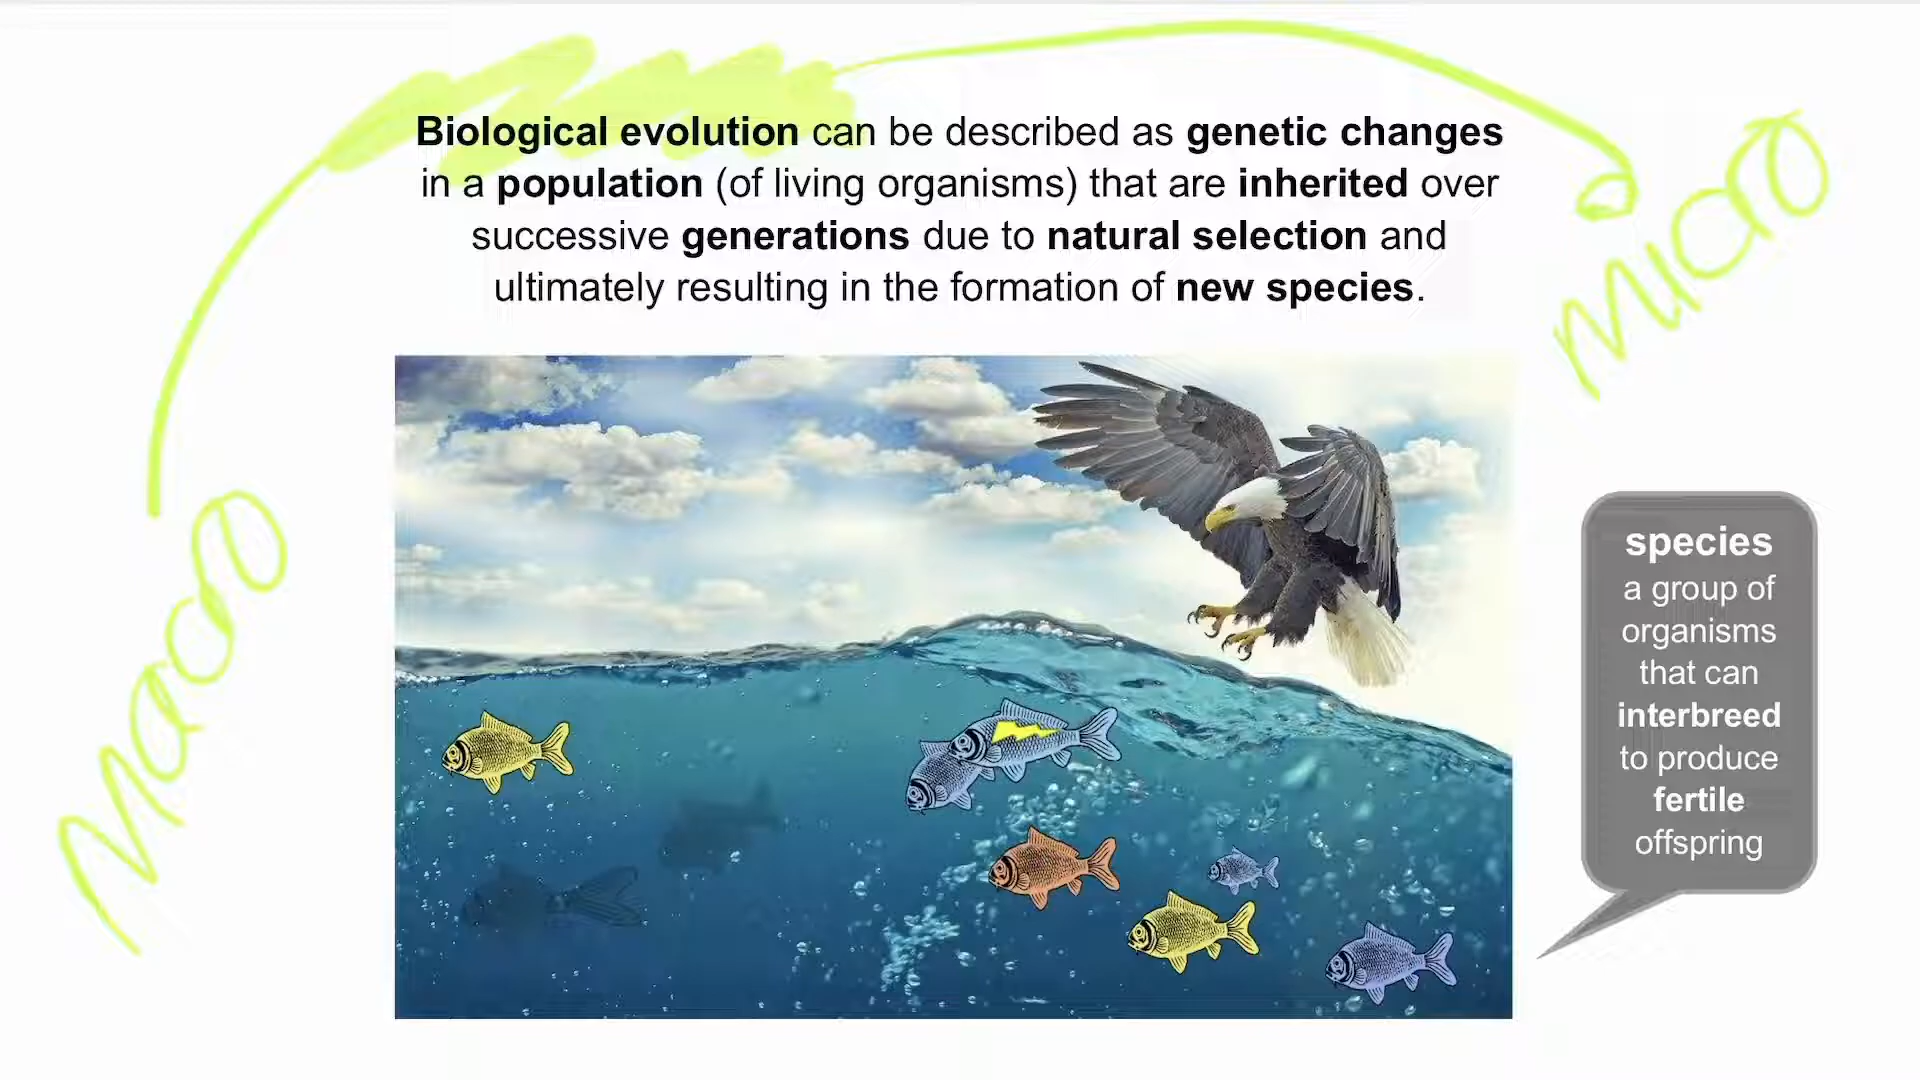 Biological evolution can be described as genetic changes
in a population (of living organisms) that are inherited over
successive generations due to natural selection and
ultimately resulting in the formation of new species.
Micro
Macro
species
a group of
organisms
that can
interbreed
to produce
fertile
offspring